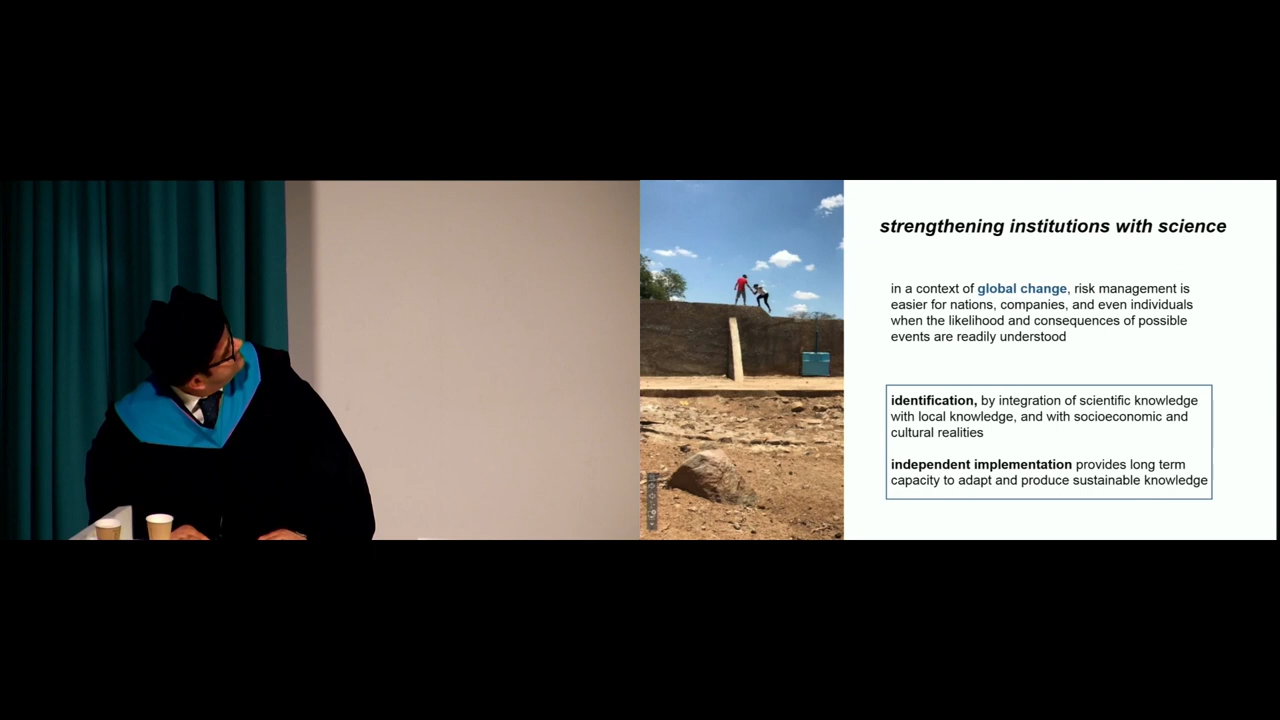 strengthening institutions with science
in a context of global change, risk management is
easier for nations, companies, and even individuals
when the likelihood and consequences of possible
events are readily understood
identification, by integration of scientific knowledge
with local knowledge, and with socioeconomic and
cultural realities
independent implementation provides long term
capacity to adapt and produce sustainable knowledge